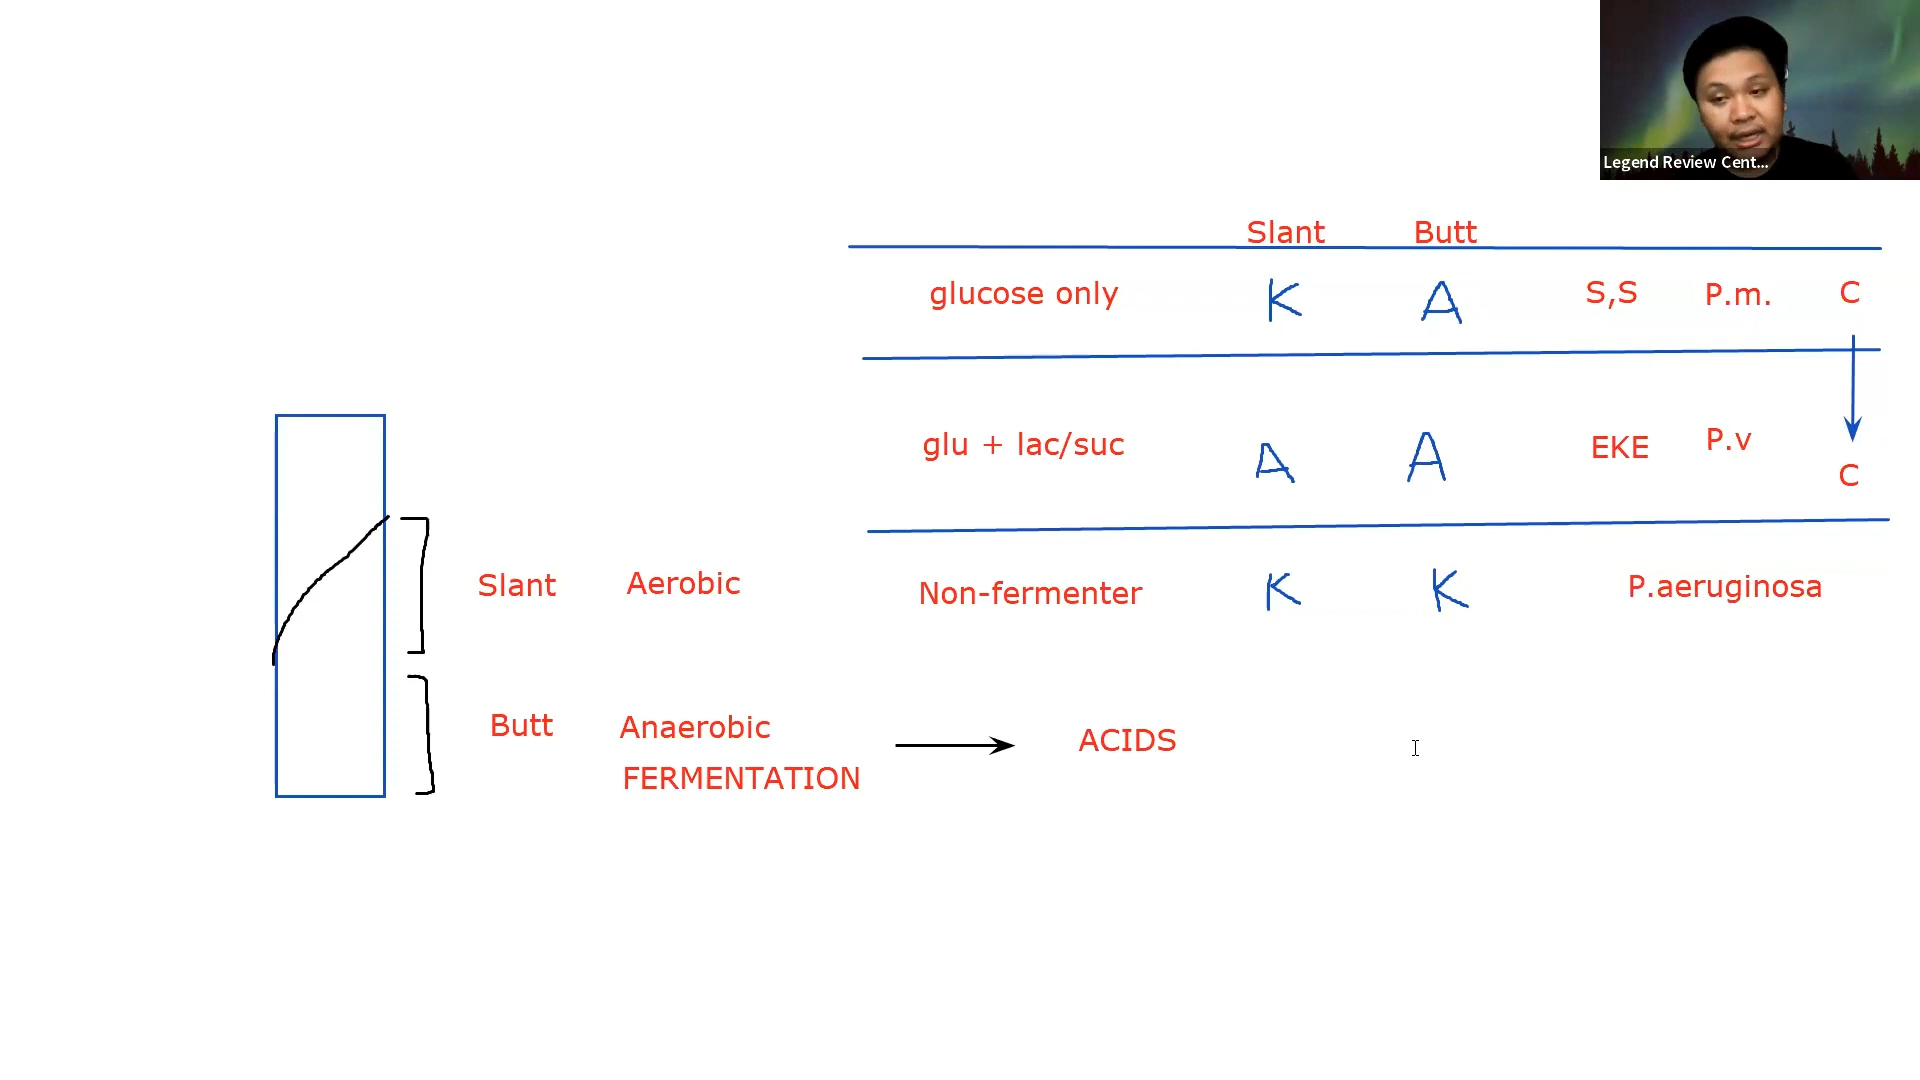 Legend Review Cent...
Slant Butt
glucose only K A S,S P.m. C
glu + lac/suc A A EKE P.v C
Non-fermenter K K P.aeruginosa
Slant Aerobic
Butt Anaerobic ACIDS
FERMENTATION